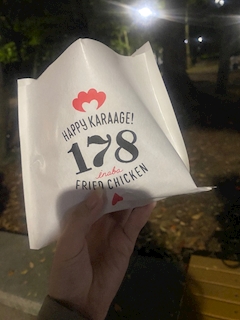 HAPPY KARAAGE!
178
inaba
FRIED CHICKEN